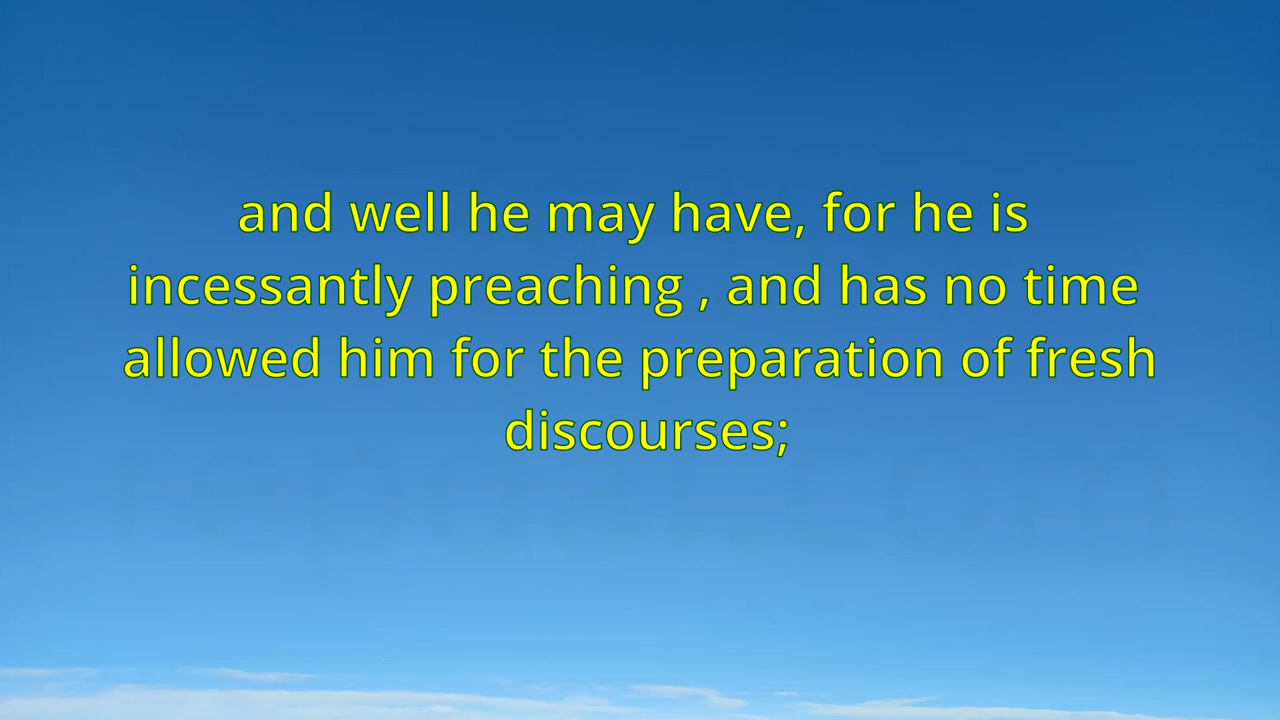 and well he may have, for he is
incessantly preaching , and has no time
allowed him for the preparation of fresh
discourses;